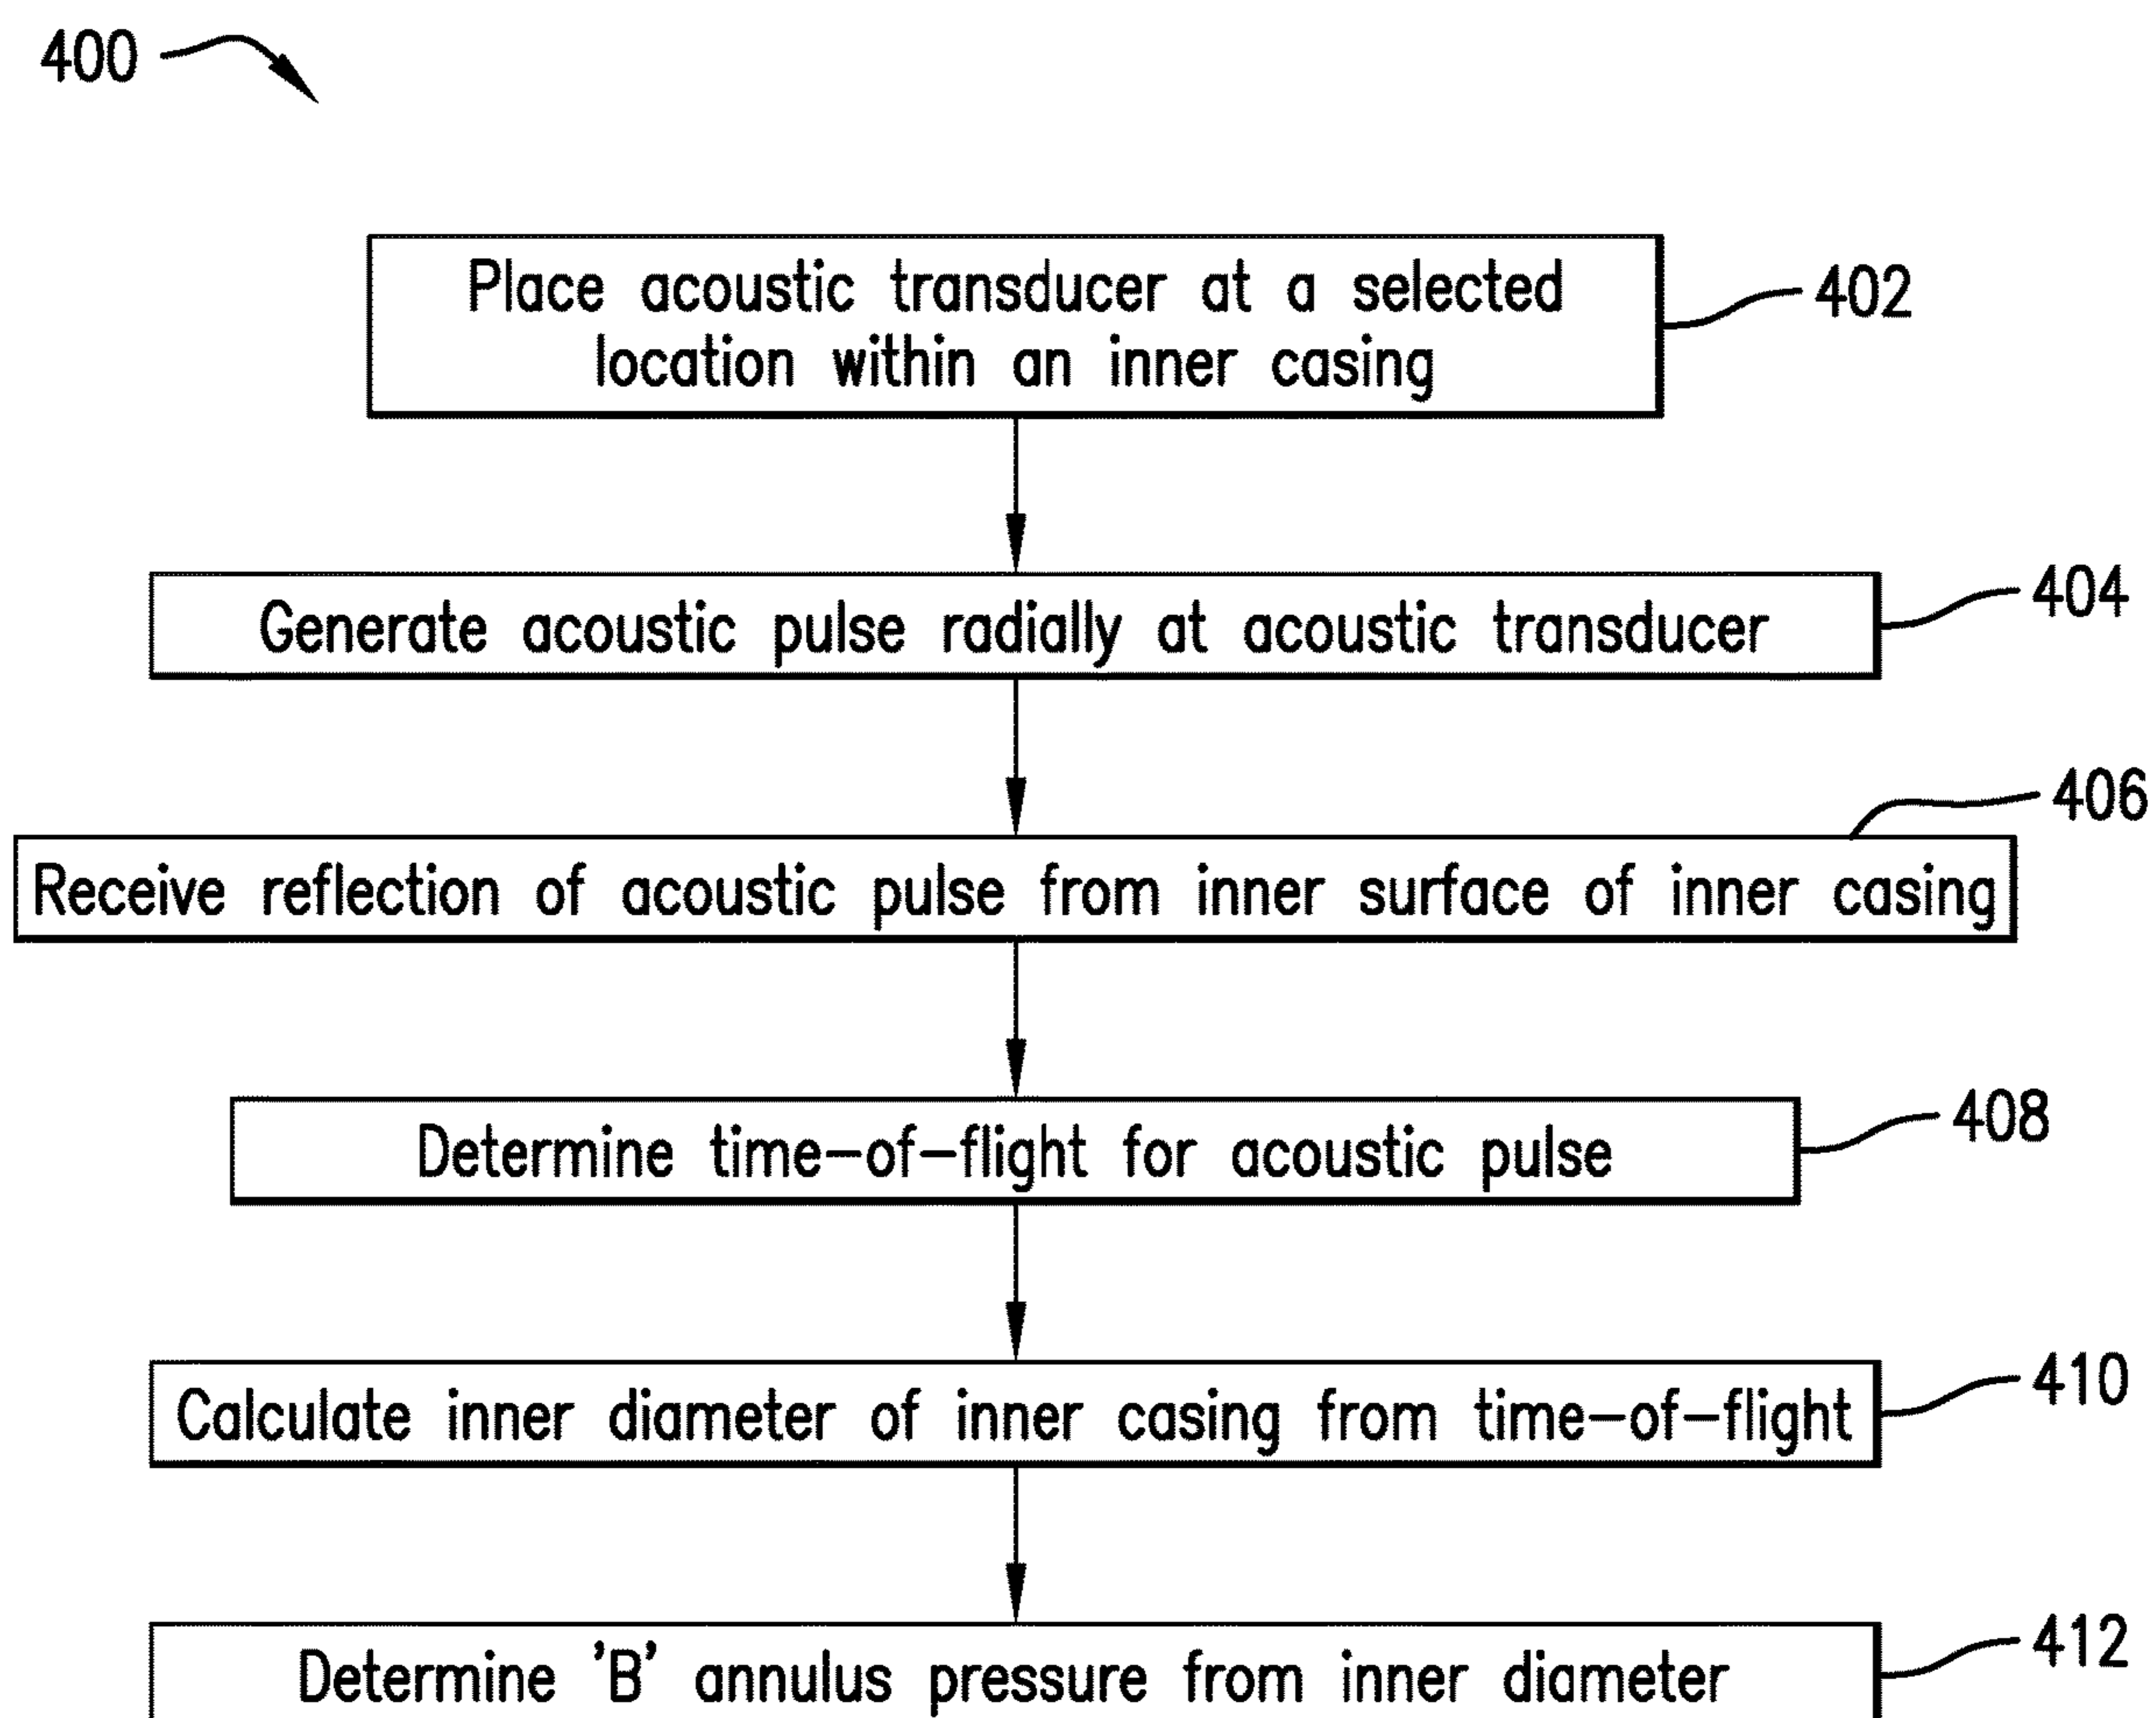 400
Place acoustic transducer at a selected
location within an inner casing
402
Generate acoustic pulse radially at acoustic transducer
404
406
Receive reflection of acoustic pulse from inner surface of inner casing
Determine time-of-flight for acoustic pulse
408
Calculate inner diameter of inner casing from time-of-flight
410
Determine 'B' annulus pressure from inner diameter
412